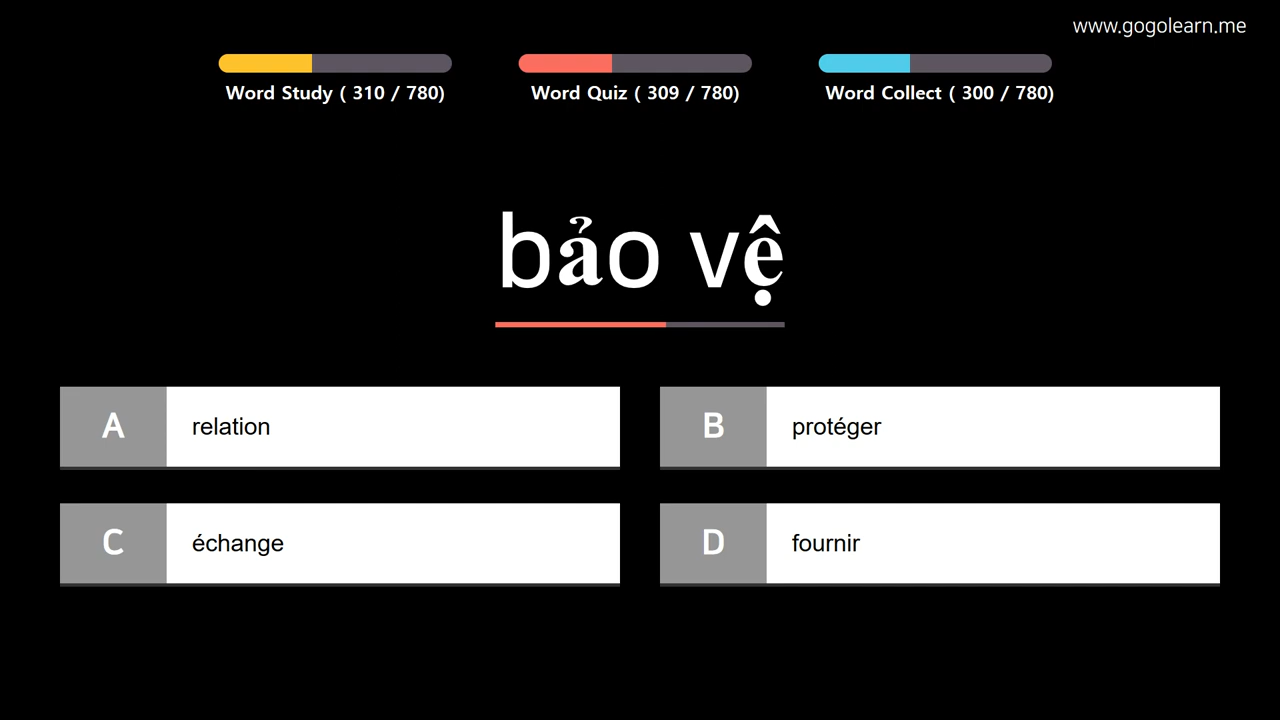 www.gogolearn.me
Word Study ( 310 / 780)
Word Quiz ( 309 / 780)
Word Collect ( 300 / 780)
bảo vệ
A relation
B protéger
C échange
D fournir